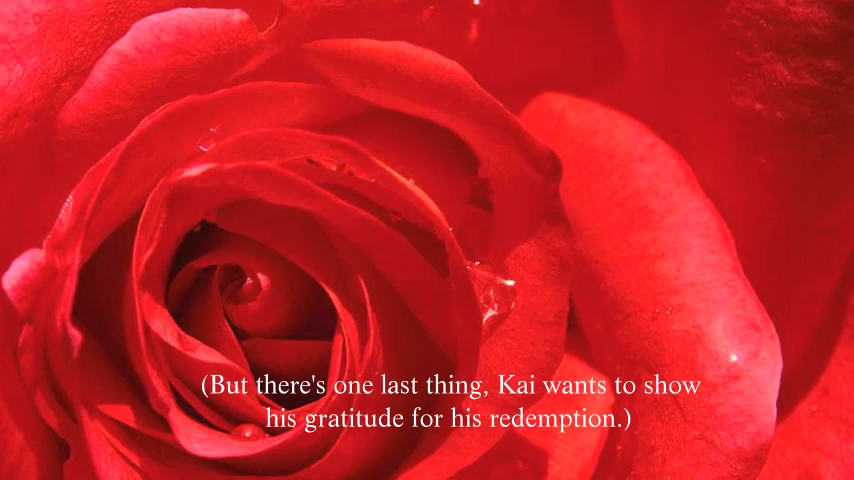 (But there's one last thing, Kai wants to show
his gratitude for his redemption.)